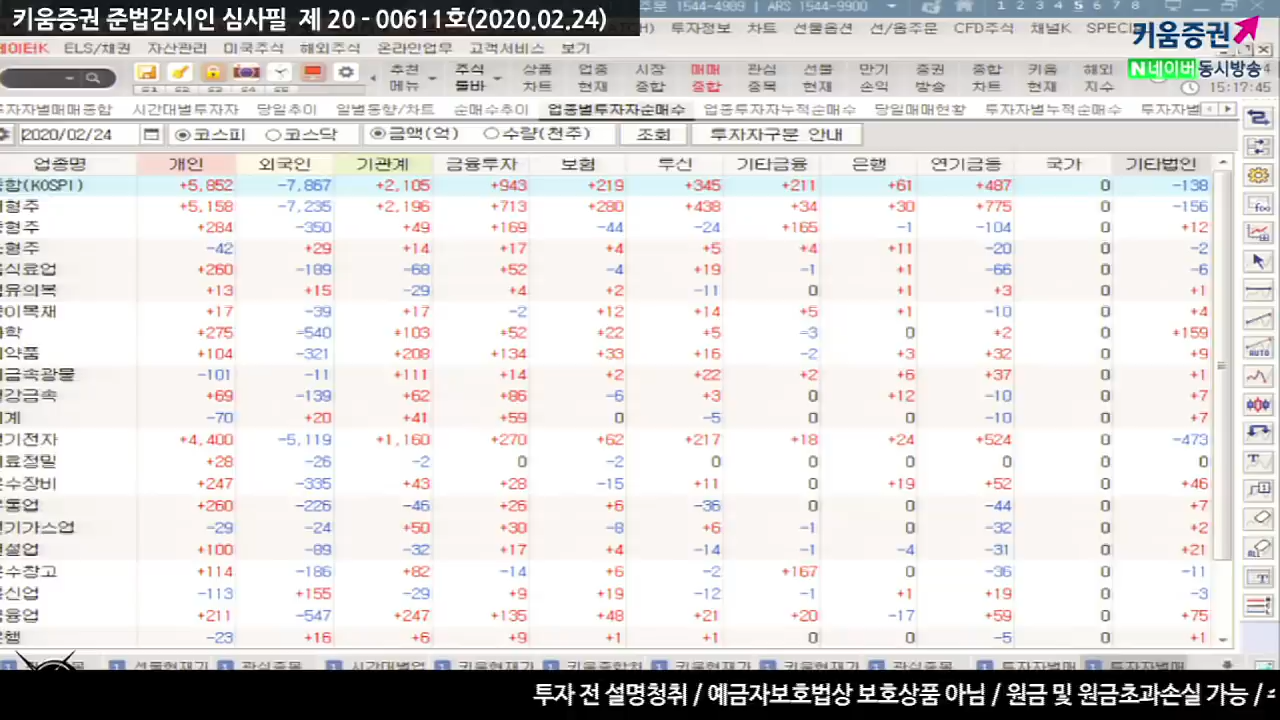 키움증권 준법감시인 심사필 제 20 - 00611호(2020.02.24)
1544-4989 | ARS 1544-9900 1 2 3 4 5 6 7 8
투자정보 차트 선물옵션 선/옵주문 CFD주식 채널K SPECI
키움증권
ELS/채권 자산관리 미국주식 해외주식 온라인업무 고객서비스 보기
추천 메뉴 주식 툴바 상품 차트 업종 현재 시장 종합 매매 종합 관심 종목 선물 현재 만기 손익 증권 방송 종합 차트 키움 현재 해외 지수
N 네이버 동시방송
15:17:45
시간대별투자자 당일추이 일별동향/차트 순매수추이 업종별투자자순매수 업종투자자누적순매수 당일매매현황 투자자별누적순매수 투자자별
2020/02/24 코스피 코스닥 금액(억) 수량(천주) 조회 투자자구분 안내
업종명 개인 외국인 기관계 금융투자 보험 투신 기타금융 은행 연기금등 국가 기타법인
합(KOSPI) +5,852 -7,867 +2,105 +943 +219 +345 +211 +61 +487 0 -138
형주 +5,158 -7,235 +2,196 +713 +280 +438 +34 +30 +775 0 -156
형주 +284 -350 +49 +169 -44 -24 +165 -1 -104 0 +12
형주 -42 +29 +14 +17 +4 +5 +4 +11 -20 0 -2
식료업 +260 -189 -68 +52 -4 +19 -1 +1 -66 0 -6
유의복 +13 +15 -29 +4 +2 -11 0 +1 +3 0 +1
이목재 +17 -39 +17 -2 +12 +14 +5 +1 -10 0 +4
학 +275 -540 +103 +52 +22 +5 -3 0 +2 0 +159
약품 +104 -321 +208 +134 +33 +16 -2 +3 +32 0 +9
금속광물 -101 -11 +111 +14 +2 +22 +2 +6 +37 0 +1
강금속 +69 -139 +62 +86 -6 +3 0 +12 -10 0 +7
계 -70 +20 +41 +59 0 -5 0 0 -10 0 +7
기전자 +4,400 -5,119 +1,160 +270 +62 +217 +18 +24 +524 0 -473
료정밀 +28 -26 -2 0 -2 0 0 0 0 0 0
수장비 +247 -335 +43 +28 -15 +11 0 +19 +52 0 +46
통업 +260 -226 -46 +26 +6 -36 0 0 -44 0 +7
기가스업 -29 -24 +50 +30 -8 +6 -1 0 -32 0 +2
설업 +100 -89 -32 +17 +4 -14 -1 -4 -31 0 +21
수창고 +114 -186 +82 -14 +6 -2 +167 0 -36 0 -11
신업 -113 +155 -29 +9 +19 -12 -1 +1 +19 0 -3
융업 +211 -547 +247 +135 +48 +21 +20 -17 +59 0 +75
행 -23 +16 +6 +9 +1 +1 0 0 -5 0 +1
투자 전 설명청취 / 예금자보호법상 보호상품 아님 / 원금 및 원금초과손실 가능 /